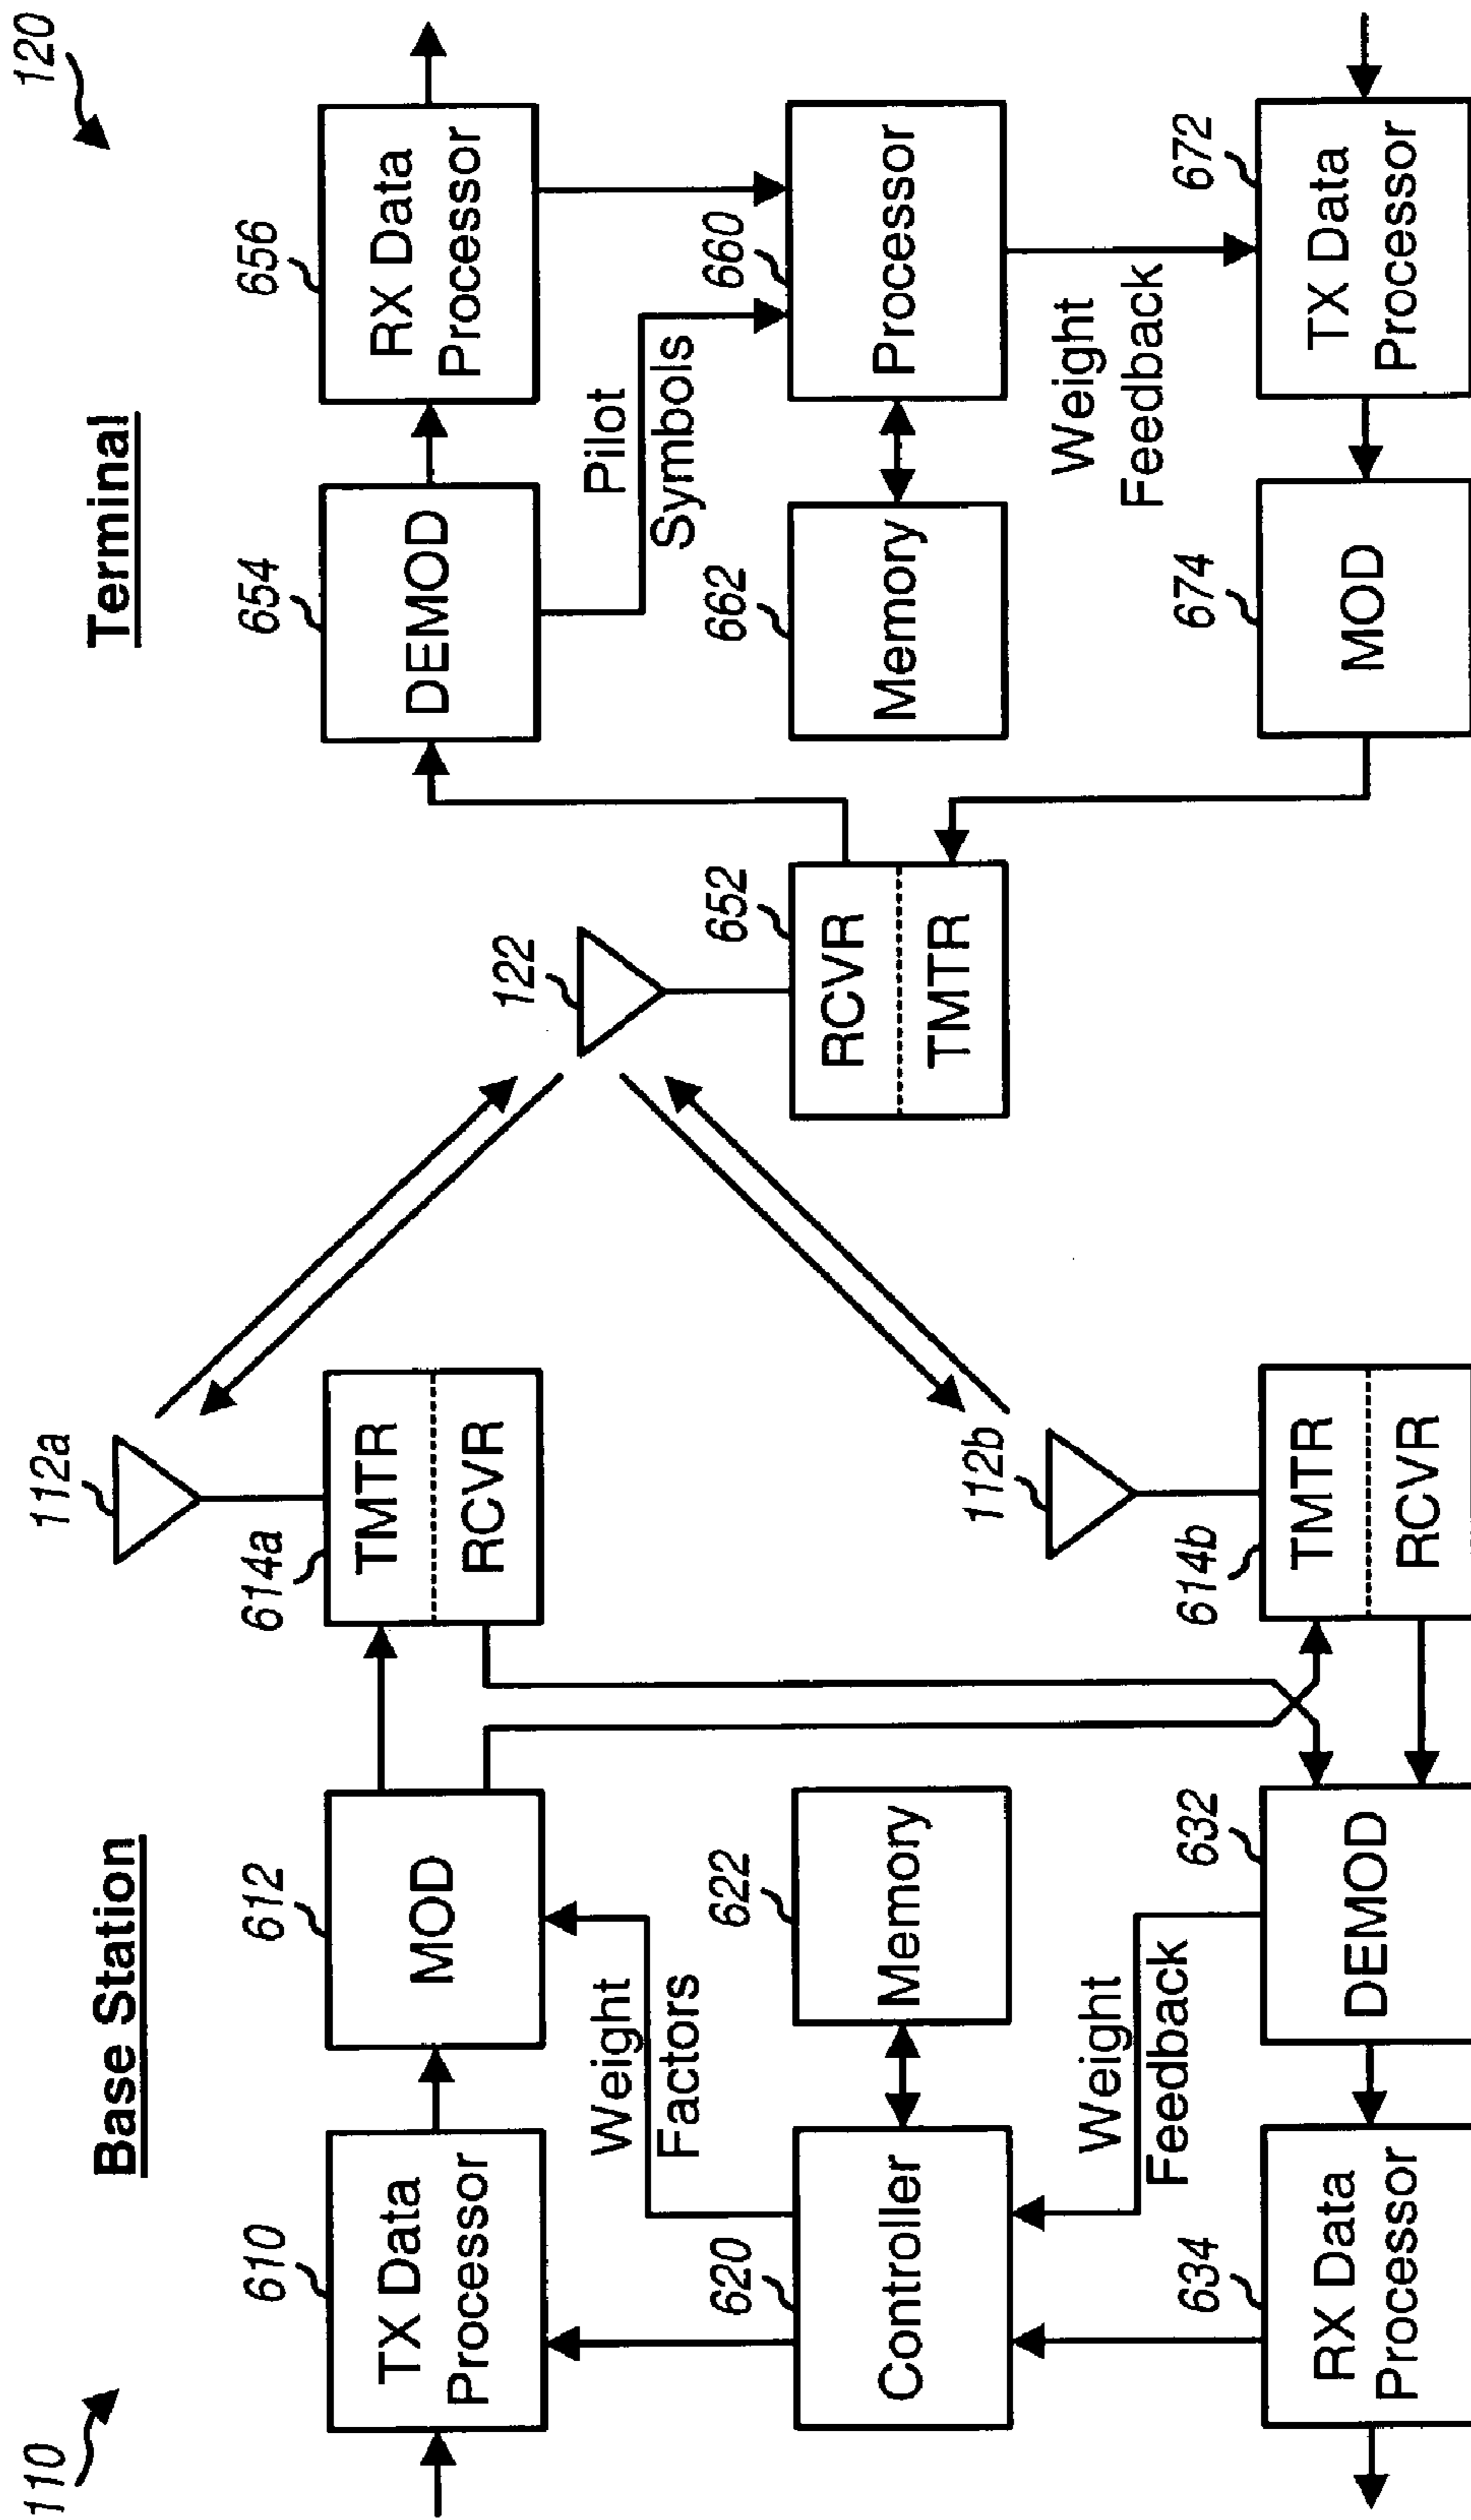 110
Base Station
120
Terminal
610
TX Data
Processor
612
MOD
614a
TMTR
RCVR
112a
Weight
Factors
620
Controller
622
Memory
Weight
Feedback
634
RX Data
Processor
632
DEMOD
614b
TMTR
RCVR
112b
122
652
RCVR
TMTR
654
DEMOD
656
RX Data
Processor
Pilot
Symbols
662
Memory
660
Processor
Weight
Feedback
674
MOD
672
TX Data
Processor